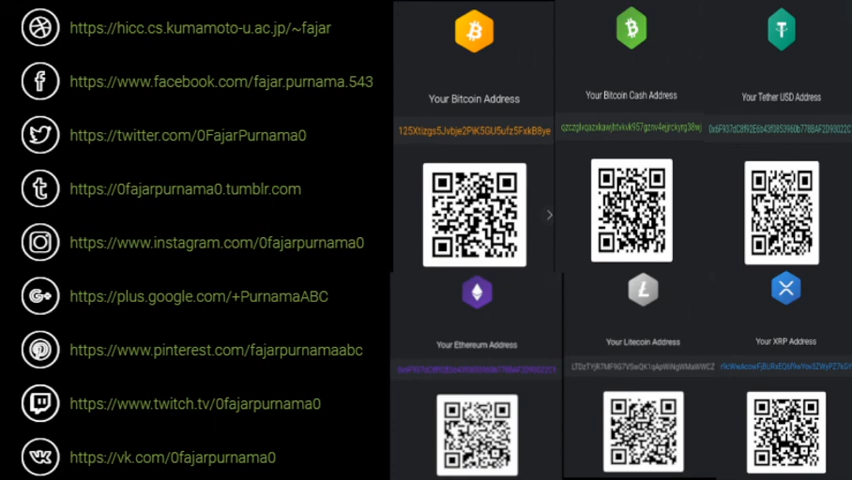 https://hicc.cs.kumamoto-u.ac.jp/~fajar
https://www.facebook.com/fajar.purnama.543
https://twitter.com/0FajarPurnama0
https://0fajarpurnama0.tumblr.com
https://www.instagram.com/0fajarpurnama0
https://plus.google.com/+PurnamaABC
https://www.pinterest.com/fajarpurnamaabc
https://www.twitch.tv/0fajarpurnama0
https://vk.com/0fajarpurnama0
Your Bitcoin Address
Your Bitcoin Cash Address
Your Tether USD Address
Your Ethereum Address
Your Litecoin Address
Your XRP Address